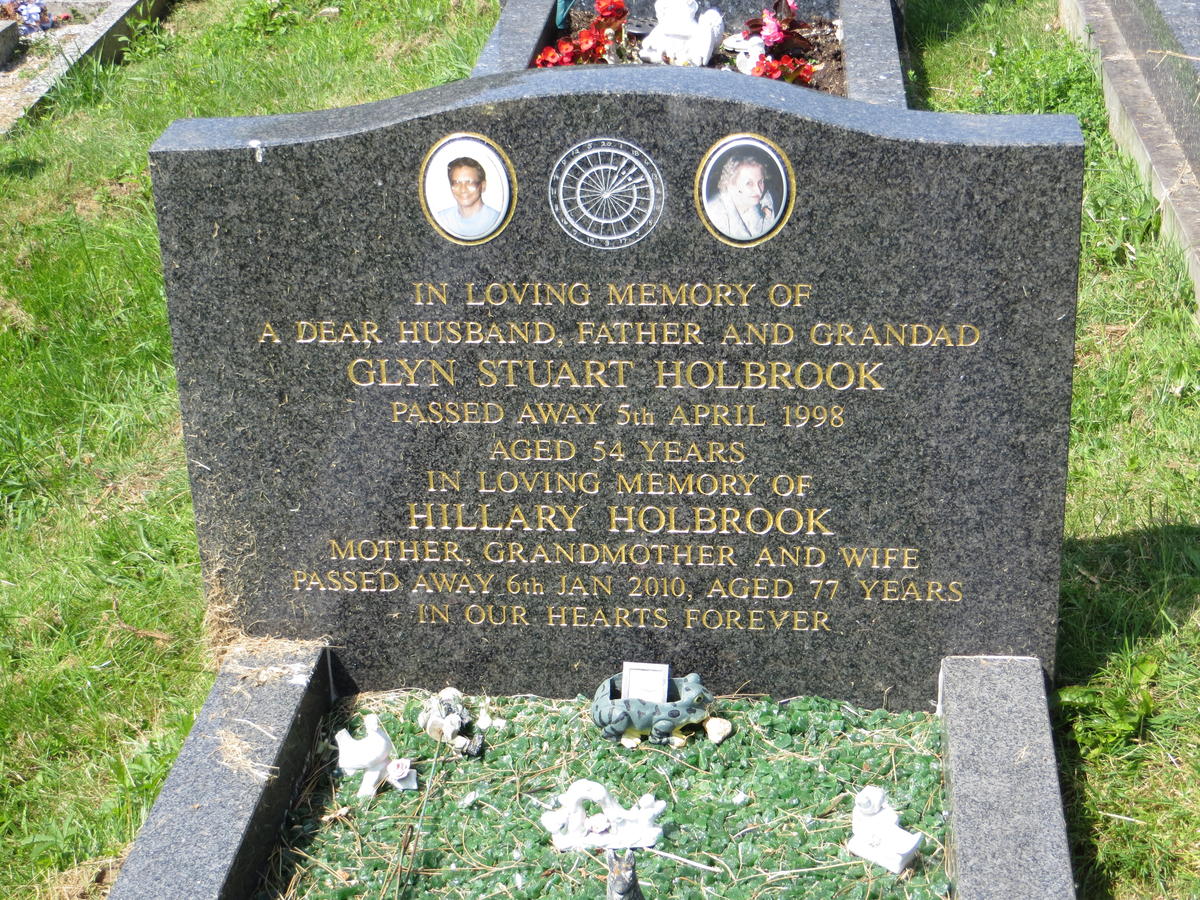 IN LOVING MEMORY OF
A DEAR HUSBAND, FATHER AND GRANDAD
GLYN STUART HOLBROOK
PASSED AWAY 5th APRIL 1998
AGED 54 YEARS
IN LOVING MEMORY OF
HILLARY HOLBROOK
MOTHER, GRANDMOTHER AND WIFE
PASSED AWAY 6th JAN 2010, AGED 77 YEARS
IN OUR HEARTS FOREVER